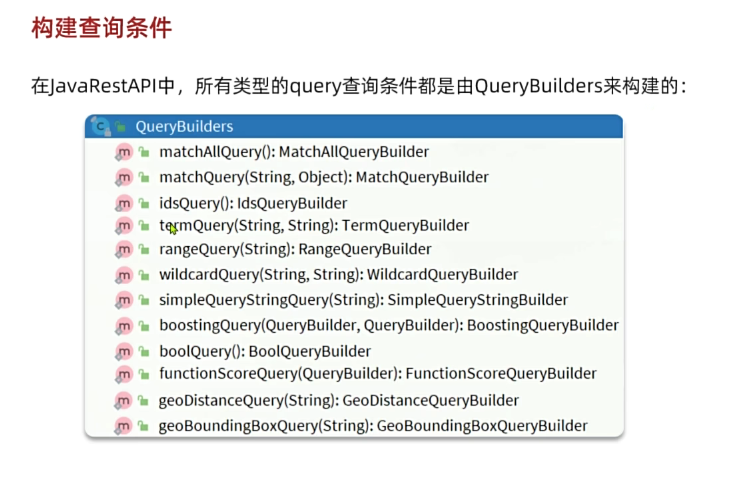 构建查询条件
在JavaRestAPI中，所有类型的query查询条件都是由QueryBuilders来构建的：
QueryBuilders
matchAllQuery(): MatchAllQueryBuilder
matchQuery(String, Object): MatchQueryBuilder
idsQuery(): IdsQueryBuilder
termQuery(String, String): TermQueryBuilder
rangeQuery(String): RangeQueryBuilder
wildcardQuery(String, String): WildcardQueryBuilder
simpleQueryStringQuery(String): SimpleQueryStringBuilder
boostingQuery(QueryBuilder, QueryBuilder): BoostingQueryBuilder
boolQuery(): BoolQueryBuilder
functionScoreQuery(QueryBuilder): FunctionScoreQueryBuilder
geoDistanceQuery(String): GeoDistanceQueryBuilder
geoBoundingBoxQuery(String): GeoBoundingBoxQueryBuilder